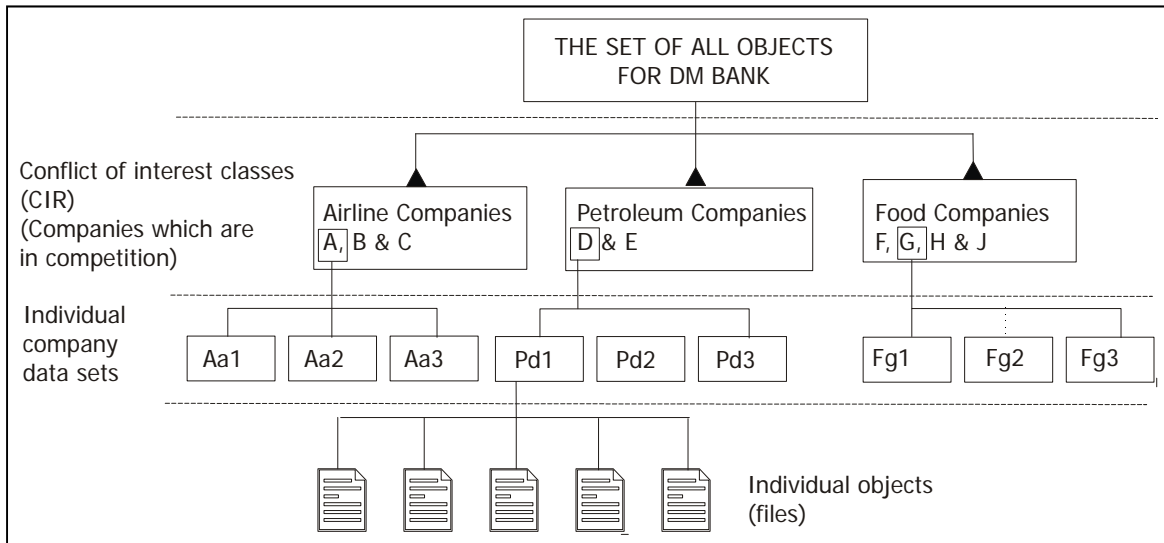 THE SET OF ALL OBJECTS
FOR DM BANK
Conflict of interest classes
(CIR)
(Companies which are
in competition)
Airline Companies
A, B & C
Petroleum Companies
D & E
Food Companies
F, G, H & J
Individual
company
data sets
Aa1
Aa2
Aa3
Pd1
Pd2
Pd3
Fg1
Fg2
Fg3
Individual objects
(files)